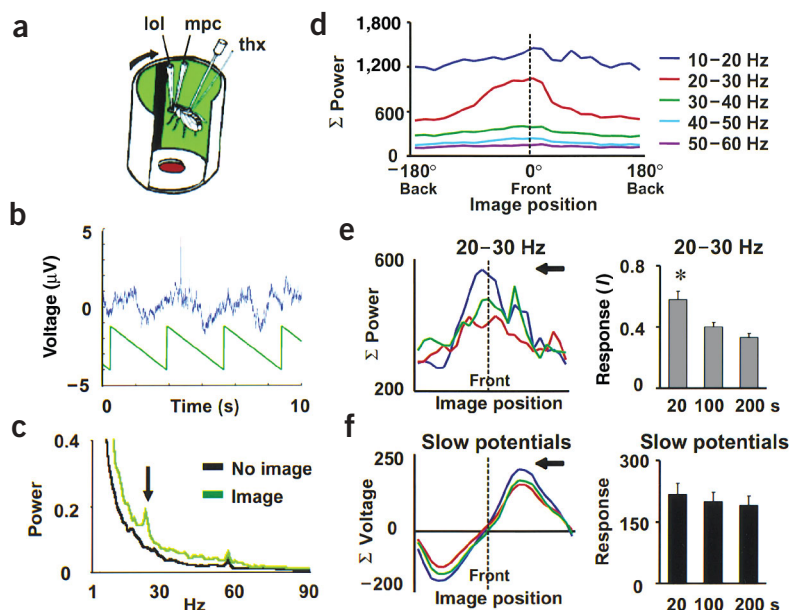 a
lol mpc
thx
b
Voltage (µV)
5
0
−5
0 Time (s) 10
c
Power
0.4
0.2
0
No image
Image
1 30 60 90
Hz
d
Σ Power
1,800
1,200
600
0
10–20 Hz
20–30 Hz
30–40 Hz
40–50 Hz
50–60 Hz
−180° 0° 180°
Back Front Back
Image position
e
20–30 Hz
Σ Power
600
200
Front
Image position
20–30 Hz
Response (I)
0.8
0.4
0
*
20 100 200 s
f
Slow potentials
Σ Voltage
250
0
−200
Front
Image position
Slow potentials
Response
300
150
0
20 100 200 s